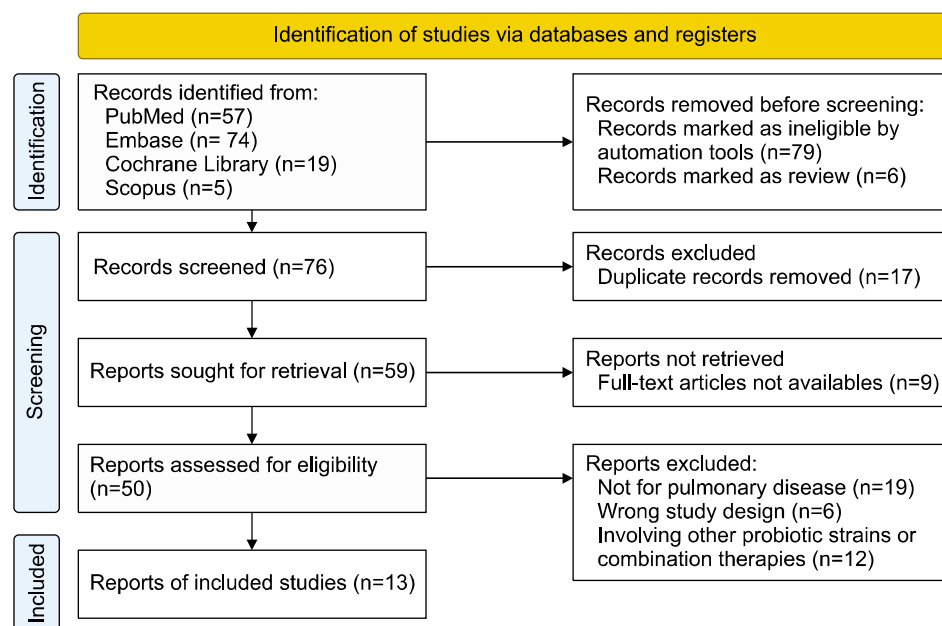 Identification of studies via databases and registers
Identification
Records identified from:
PubMed (n=57)
Embase (n= 74)
Cochrane Library (n=19)
Scopus (n=5)
Records removed before screening:
Records marked as ineligible by
automation tools (n=79)
Records marked as review (n=6)
Screening
Records screened (n=76)
Records excluded
Duplicate records removed (n=17)
Reports sought for retrieval (n=59)
Reports not retrieved
Full-text articles not availables (n=9)
Reports assessed for eligibility
(n=50)
Reports excluded:
Not for pulmonary disease (n=19)
Wrong study design (n=6)
Involving other probiotic strains or
combination therapies (n=12)
Included
Reports of included studies (n=13)